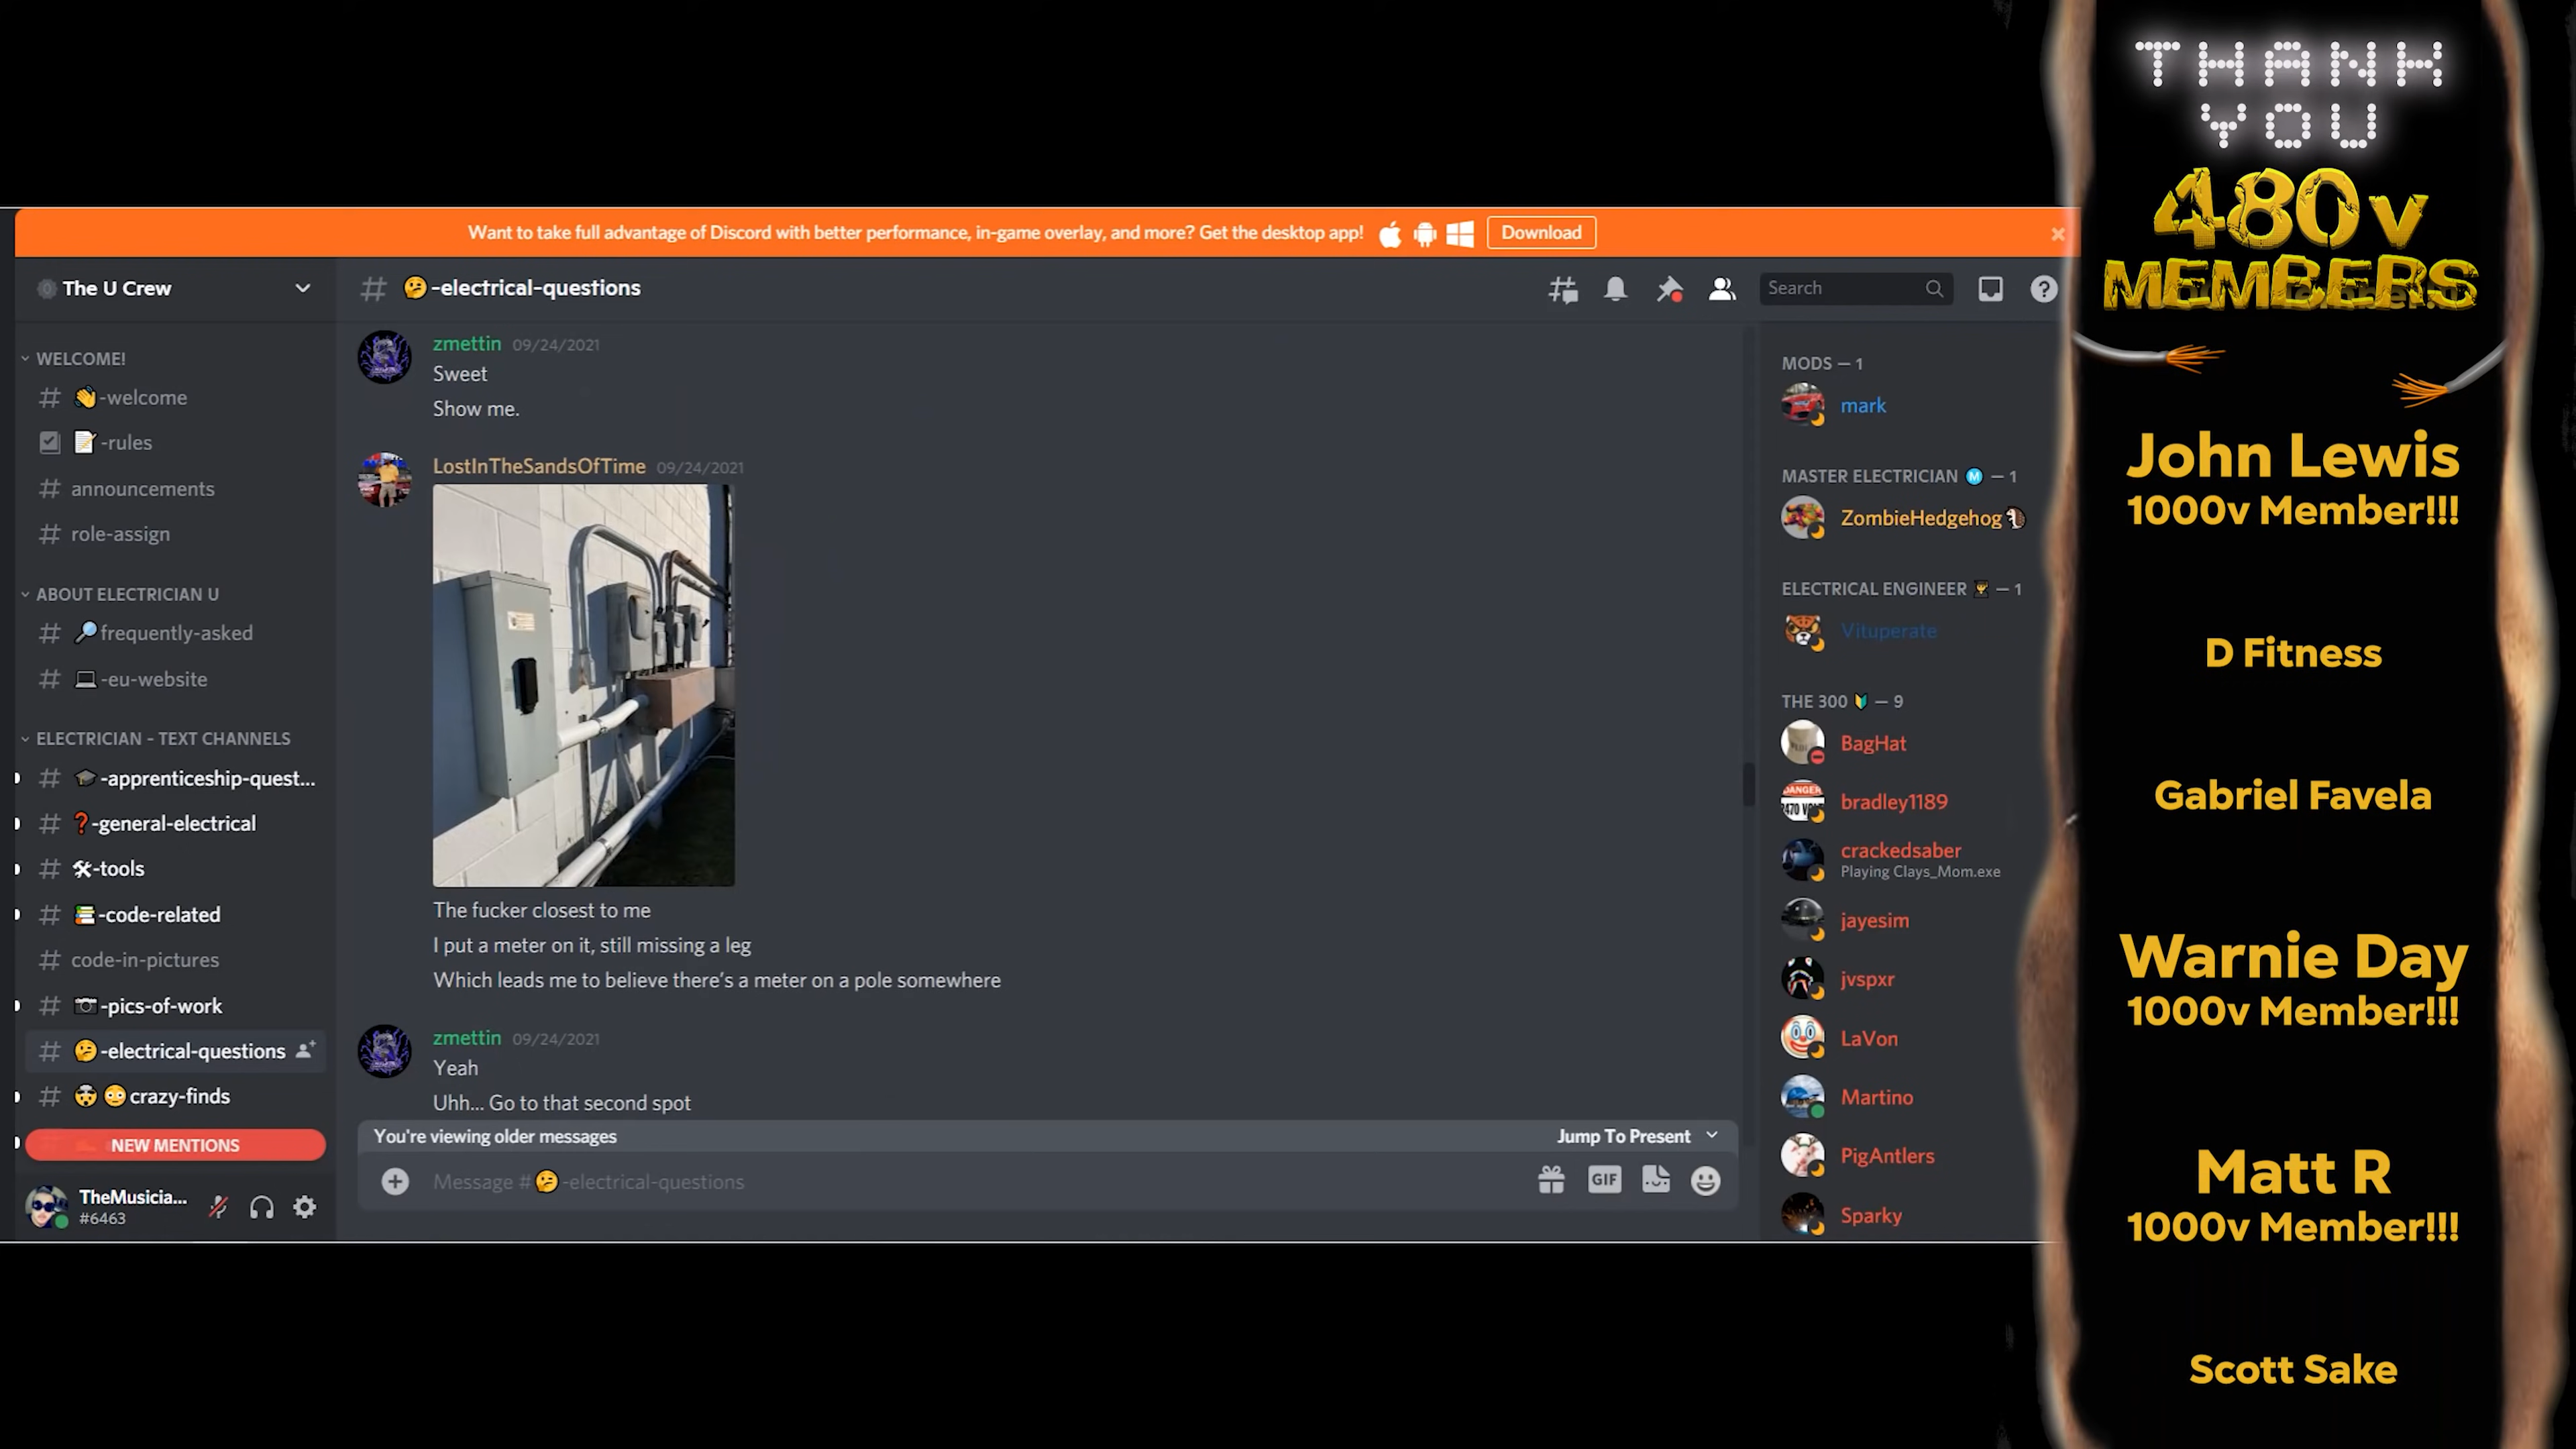 Want to take full advantage of Discord with better performance, in-game overlay, and more? Get the desktop app!
Download
The U Crew
WELCOME!
-welcome
-rules
announcements
role-assign
ABOUT ELECTRICIAN U
frequently-asked
-eu-website
ELECTRICIAN - TEXT CHANNELS
-apprenticeship-quest...
-general-electrical
-tools
-code-related
code-in-pictures
-pics-of-work
-electrical-questions
crazy-finds
NEW MENTIONS
TheMusicia...
#6463
-electrical-questions
Search
zmettin 09/24/2021
Sweet
Show me.
LostInTheSandsOfTime 09/24/2021
The fucker closest to me
I put a meter on it, still missing a leg
Which leads me to believe there's a meter on a pole somewhere
zmettin 09/24/2021
Yeah
Uhh... Go to that second spot
You're viewing older messages
Jump To Present
Message # -electrical-questions
GIF
MODS — 1
mark
MASTER ELECTRICIAN M — 1
ZombieHedgehog
ELECTRICAL ENGINEER — 1
Vituperate
THE 300 — 9
BagHat
bradley1189
crackedsaber
Playing Clays_Mom.exe
jayesim
jvspxr
LaVon
Martino
PigAntlers
Sparky
THANK
YOU
480v
MEMBERS
John Lewis
1000v Member!!!
D Fitness
Gabriel Favela
Warnie Day
1000v Member!!!
Matt R
1000v Member!!!
Scott Sake